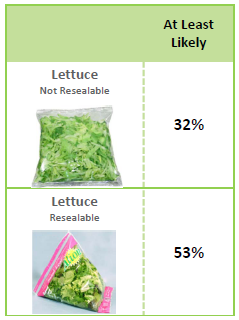 At Least
Likely
Lettuce
Not Resealable
32%
Lettuce
Resealable
53%